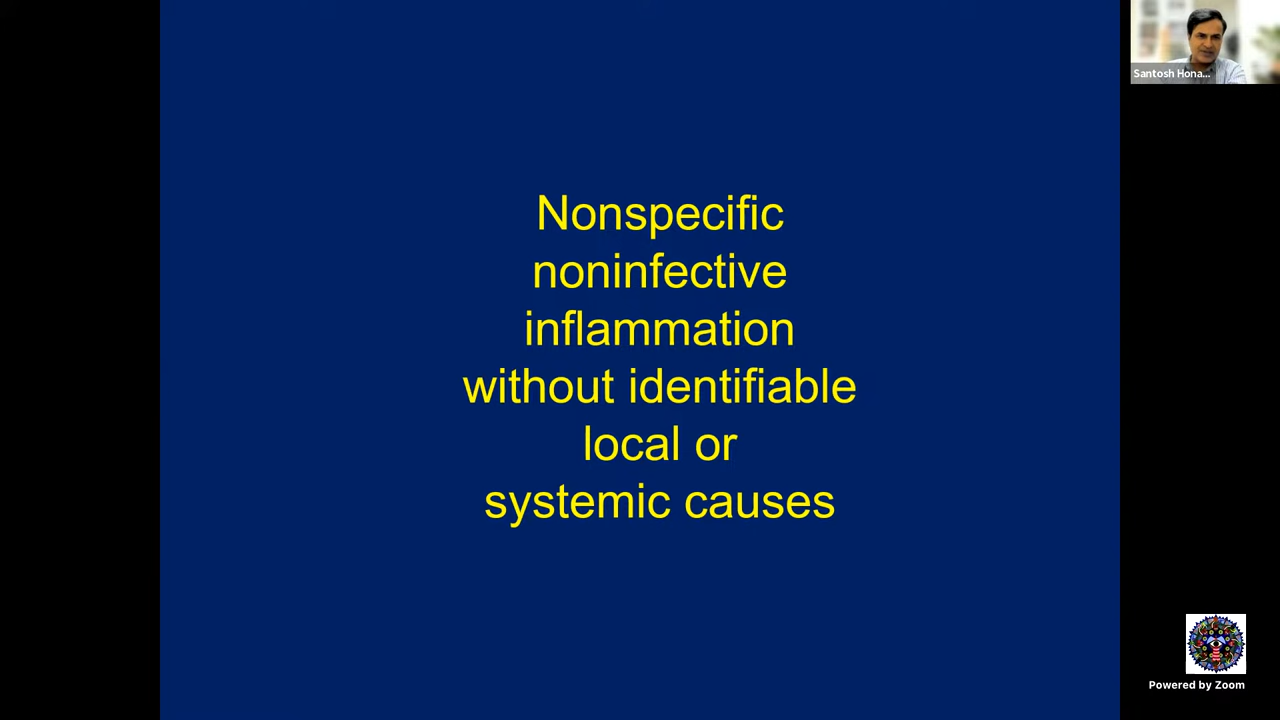 Santosh Hona...
Nonspecific
noninfective
inflammation
without identifiable
local or
systemic causes
Powered by Zoom